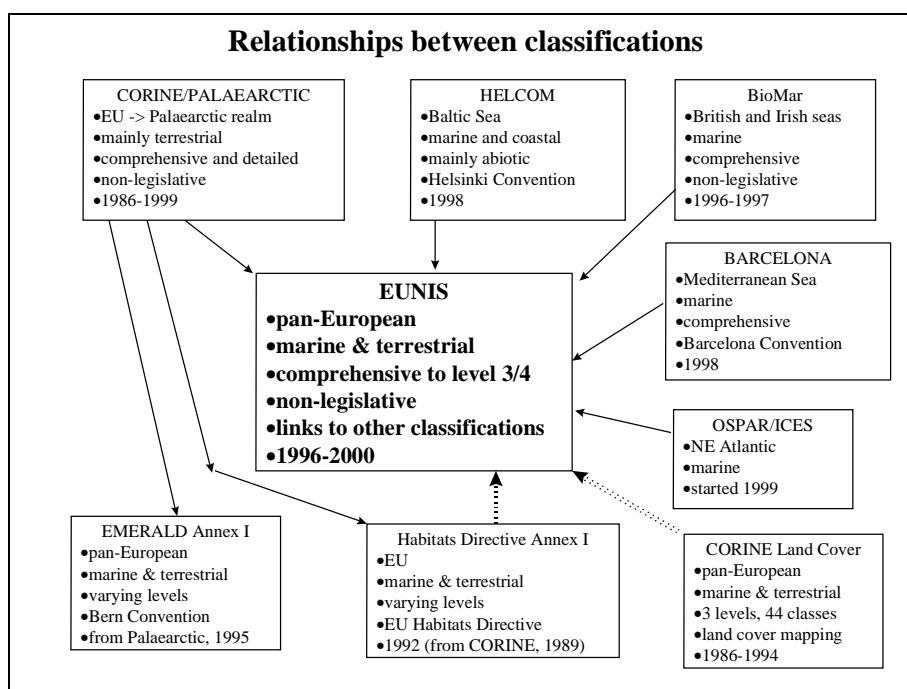 Relationships between classifications
CORINE/PALAEARCTIC
•EU -> Palaearctic realm
•mainly terrestrial
•comprehensive and detailed
•non-legislative
•1986-1999
HELCOM
•Baltic Sea
•marine and coastal
•mainly abiotic
•Helsinki Convention
•1998
BioMar
•British and Irish seas
•marine
•comprehensive
•non-legislative
•1996-1997
EUNIS
•pan-European
•marine & terrestrial
•comprehensive to level 3/4
•non-legislative
•links to other classifications
•1996-2000
BARCELONA
•Mediterranean Sea
•marine
•comprehensive
•Barcelona Convention
•1998
OSPAR/ICES
•NE Atlantic
•marine
•started 1999
EMERALD Annex I
•pan-European
•marine & terrestrial
•varying levels
•Bern Convention
•from Palaearctic, 1995
Habitats Directive Annex I
•EU
•marine & terrestrial
•varying levels
•EU Habitats Directive
•1992 (from CORINE, 1989)
CORINE Land Cover
•pan-European
•marine & terrestrial
•3 levels, 44 classes
•land cover mapping
•1986-1994